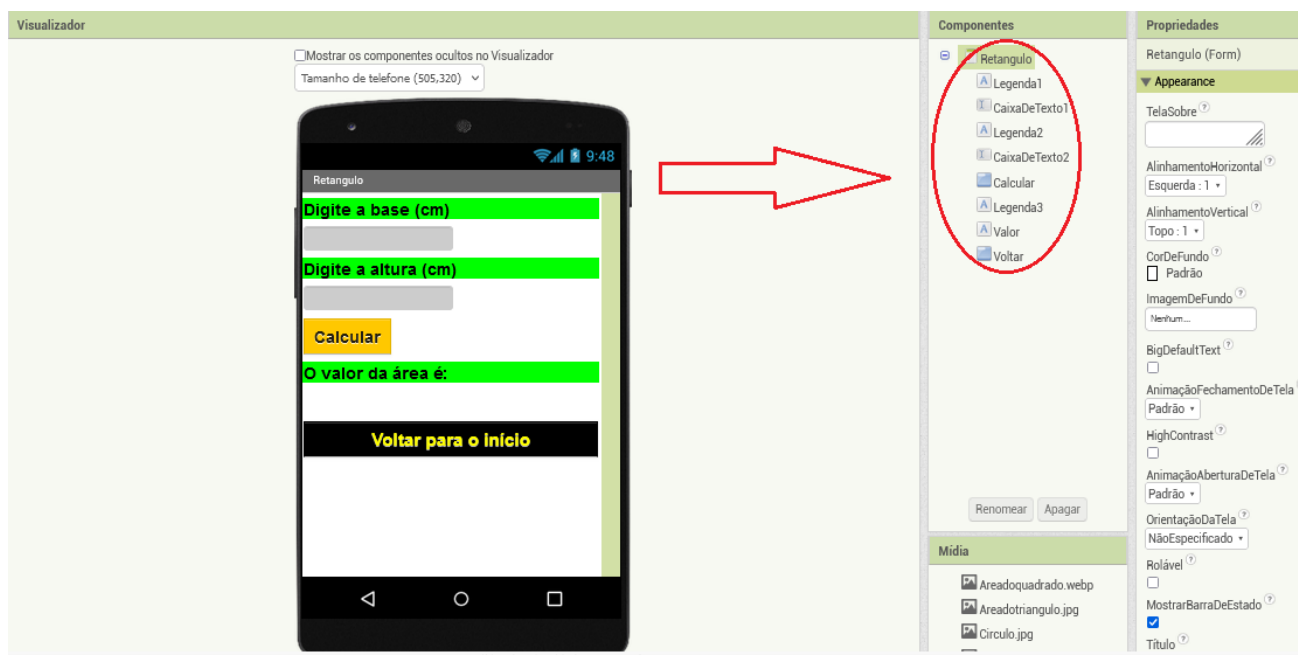 Visualizador
Mostrar os componentes ocultos no Visualizador
Tamanho de telefone (505,320)
9:48
Retangulo
Digite a base (cm)
Digite a altura (cm)
Calcular
O valor da área é:
Voltar para o início
Componentes
Retangulo
Legenda1
CaixaDeTexto1
Legenda2
CaixaDeTexto2
Calcular
Legenda3
Valor
Voltar
Renomear Apagar
Mídia
Areadoquadrado.webp
Areadotriangulo.jpg
Circulo.jpg
Propriedades
Retangulo (Form)
Appearance
TelaSobre
AlinhamentoHorizontal
Esquerda : 1
AlinhamentoVertical
Topo : 1
CorDeFundo
Padrão
ImagemDeFundo
Nenhum...
BigDefaultText
AnimaçãoFechamentoDeTela
Padrão
HighContrast
AnimaçãoAberturaDeTela
Padrão
OrientaçãoDaTela
NãoEspecificado
Rolável
MostrarBarraDeEstado
Título